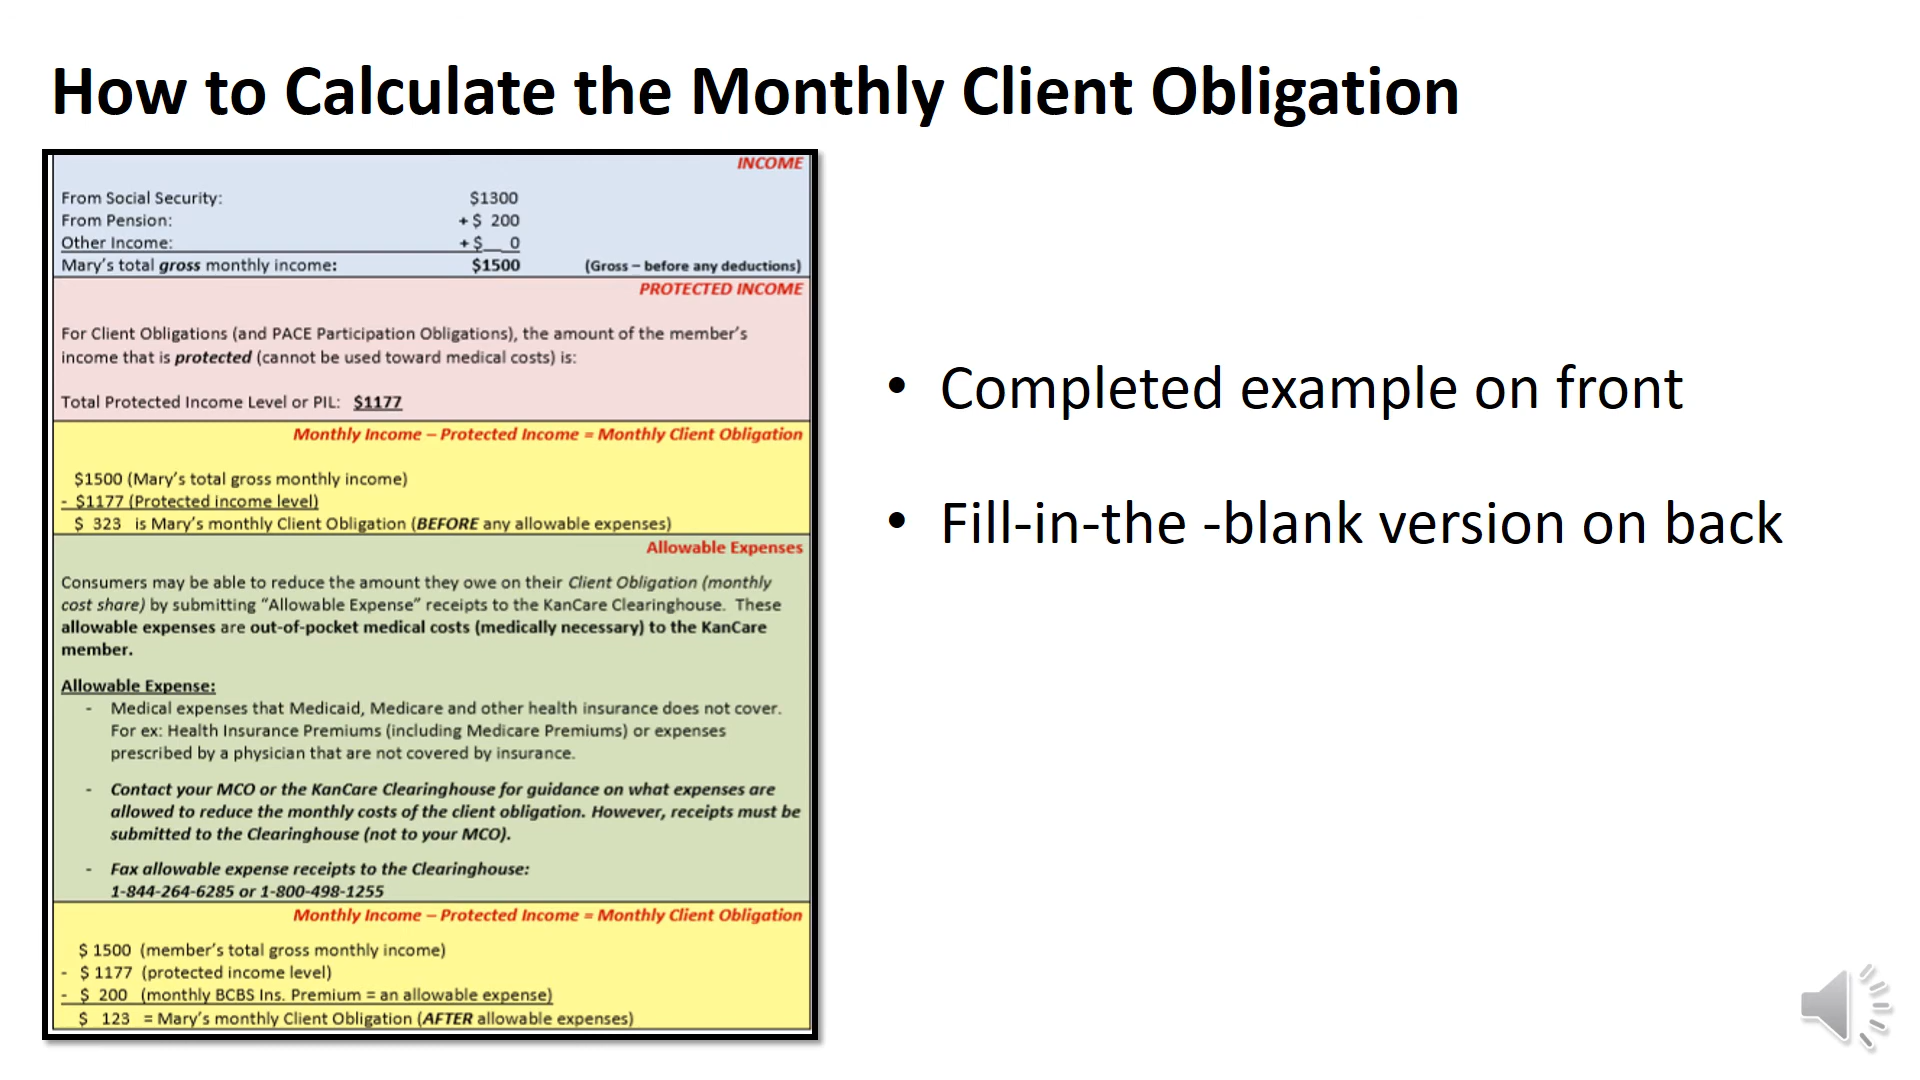 How to Calculate the Monthly Client Obligation
INCOME
From Social Security: $1300
From Pension: + $ 200
Other Income: + $__ 0
Mary's total gross monthly income: $1500 (Gross – before any deductions)
PROTECTED INCOME
For Client Obligations (and PACE Participation Obligations), the amount of the member's
income that is protected (cannot be used toward medical costs) is:
Total Protected Income Level or PIL: $1177
Monthly Income – Protected Income = Monthly Client Obligation
$1500 (Mary's total gross monthly income)
- $1177 (Protected income level)
$ 323 is Mary's monthly Client Obligation (BEFORE any allowable expenses)
Allowable Expenses
Consumers may be able to reduce the amount they owe on their Client Obligation (monthly
cost share) by submitting “Allowable Expense” receipts to the KanCare Clearinghouse. These
allowable expenses are out-of-pocket medical costs (medically necessary) to the KanCare
member.
Allowable Expense:
- Medical expenses that Medicaid, Medicare and other health insurance does not cover.
For ex: Health Insurance Premiums (including Medicare Premiums) or expenses
prescribed by a physician that are not covered by insurance.
- Contact your MCO or the KanCare Clearinghouse for guidance on what expenses are
allowed to reduce the monthly costs of the client obligation. However, receipts must be
submitted to the Clearinghouse (not to your MCO).
- Fax allowable expense receipts to the Clearinghouse:
1-844-264-6285 or 1-800-498-1255
Monthly Income – Protected Income = Monthly Client Obligation
$ 1500 (member's total gross monthly income)
- $ 1177 (protected income level)
- $ 200 (monthly BCBS Ins. Premium = an allowable expense)
$ 123 = Mary's monthly Client Obligation (AFTER allowable expenses)
• Completed example on front
• Fill-in-the -blank version on back